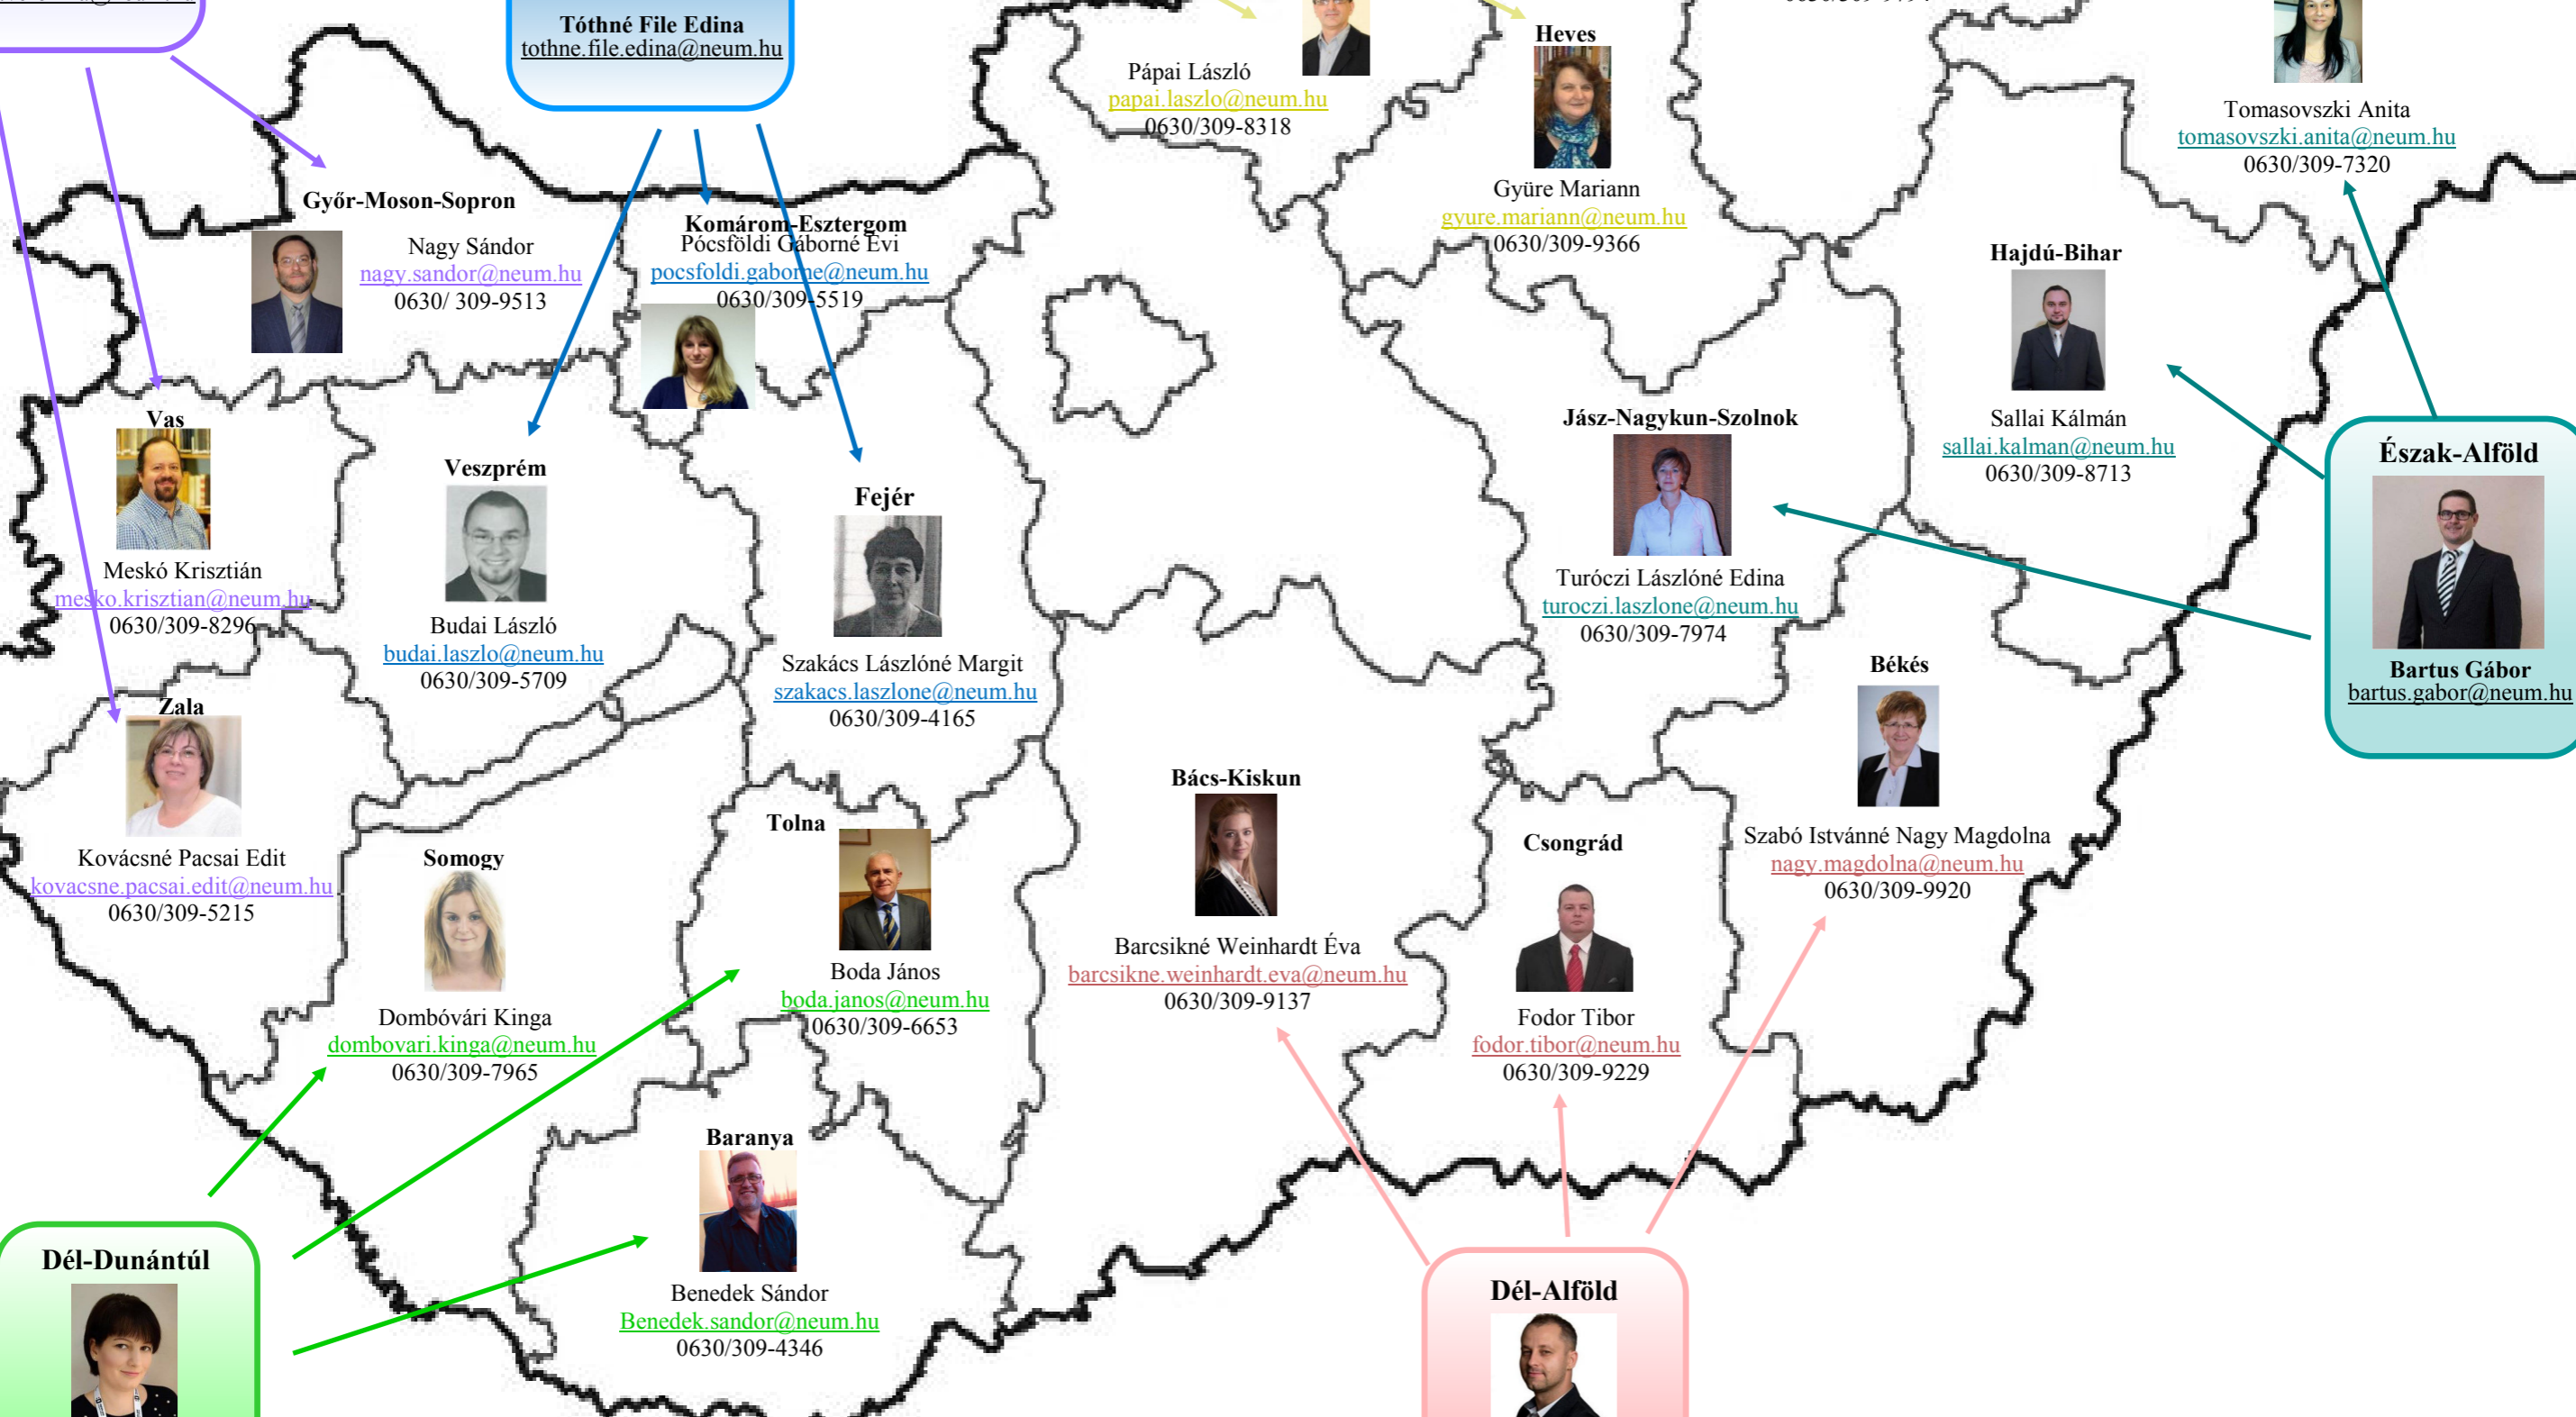 Tóthné File Edina
tothne.file.edina@neum.hu
Pápai László
papai.laszlo@neum.hu
0630/309-8318
Heves
Gyüre Mariann
gyure.mariann@neum.hu
0630/309-9366
Tomasovszki Anita
tomasovszki.anita@neum.hu
0630/309-7320
Győr-Moson-Sopron
Nagy Sándor
nagy.sandor@neum.hu
0630/ 309-9513
Komárom-Esztergom
Pócsföldi Gáborné Évi
pocsfoldi.gaborne@neum.hu
0630/309-5519
Hajdú-Bihar
Sallai Kálmán
sallai.kalman@neum.hu
0630/309-8713
Vas
Meskó Krisztián
mesko.krisztian@neum.hu
0630/309-8296
Veszprém
Budai László
budai.laszlo@neum.hu
0630/309-5709
Fejér
Szakács Lászlóné Margit
szakacs.laszlone@neum.hu
0630/309-4165
Jász-Nagykun-Szolnok
Turóczi Lászlóné Edina
turoczi.laszlone@neum.hu
0630/309-7974
Észak-Alföld
Bartus Gábor
bartus.gabor@neum.hu
Zala
Kovácsné Pacsai Edit
kovacsne.pacsai.edit@neum.hu
0630/309-5215
Somogy
Dombóvári Kinga
dombovari.kinga@neum.hu
0630/309-7965
Tolna
Boda János
boda.janos@neum.hu
0630/309-6653
Bács-Kiskun
Barcsikné Weinhardt Éva
barcsikne.weinhardt.eva@neum.hu
0630/309-9137
Csongrád
Fodor Tibor
fodor.tibor@neum.hu
0630/309-9229
Békés
Szabó Istvánné Nagy Magdolna
nagy.magdolna@neum.hu
0630/309-9920
Baranya
Benedek Sándor
Benedek.sandor@neum.hu
0630/309-4346
Dél-Dunántúl
Dél-Alföld